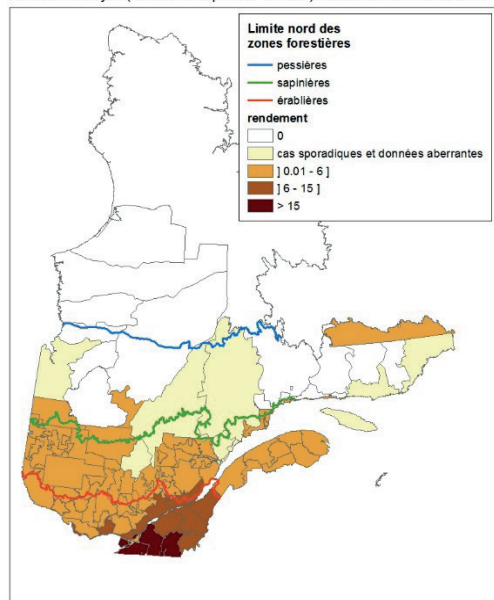 Limite nord des
zones forestières
pessières
sapinières
érablières
rendement
0
cas sporadiques et données aberrantes
] 0.01 - 6 ]
] 6 - 15 ]
> 15